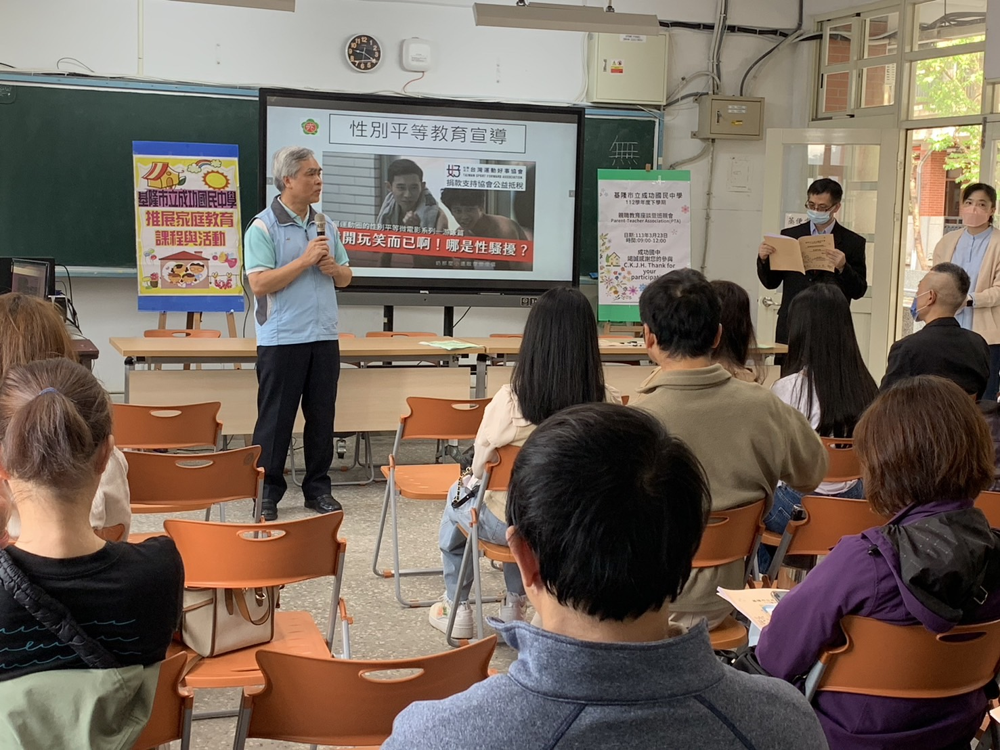 性別平等教育宣導
台灣運動好事協會
TAIWAN SPORT FORWARD ASSOCIATION
捐款支持協會公益抵稅
運動圈的性別平等微電影系列
開玩笑而已啊！哪是性騷擾？
基隆市立成功國民中學
推展家庭教育
課程與活動
無
基隆市立成功國民中學
112學年度下學期
親職教育座談暨班親會
Parent-Teacher Association(PTA)
日期:113年3月23日
時間:09:00-12:00
成功國中
竭誠感謝您的參與
C.K.J.H. Thank for
your